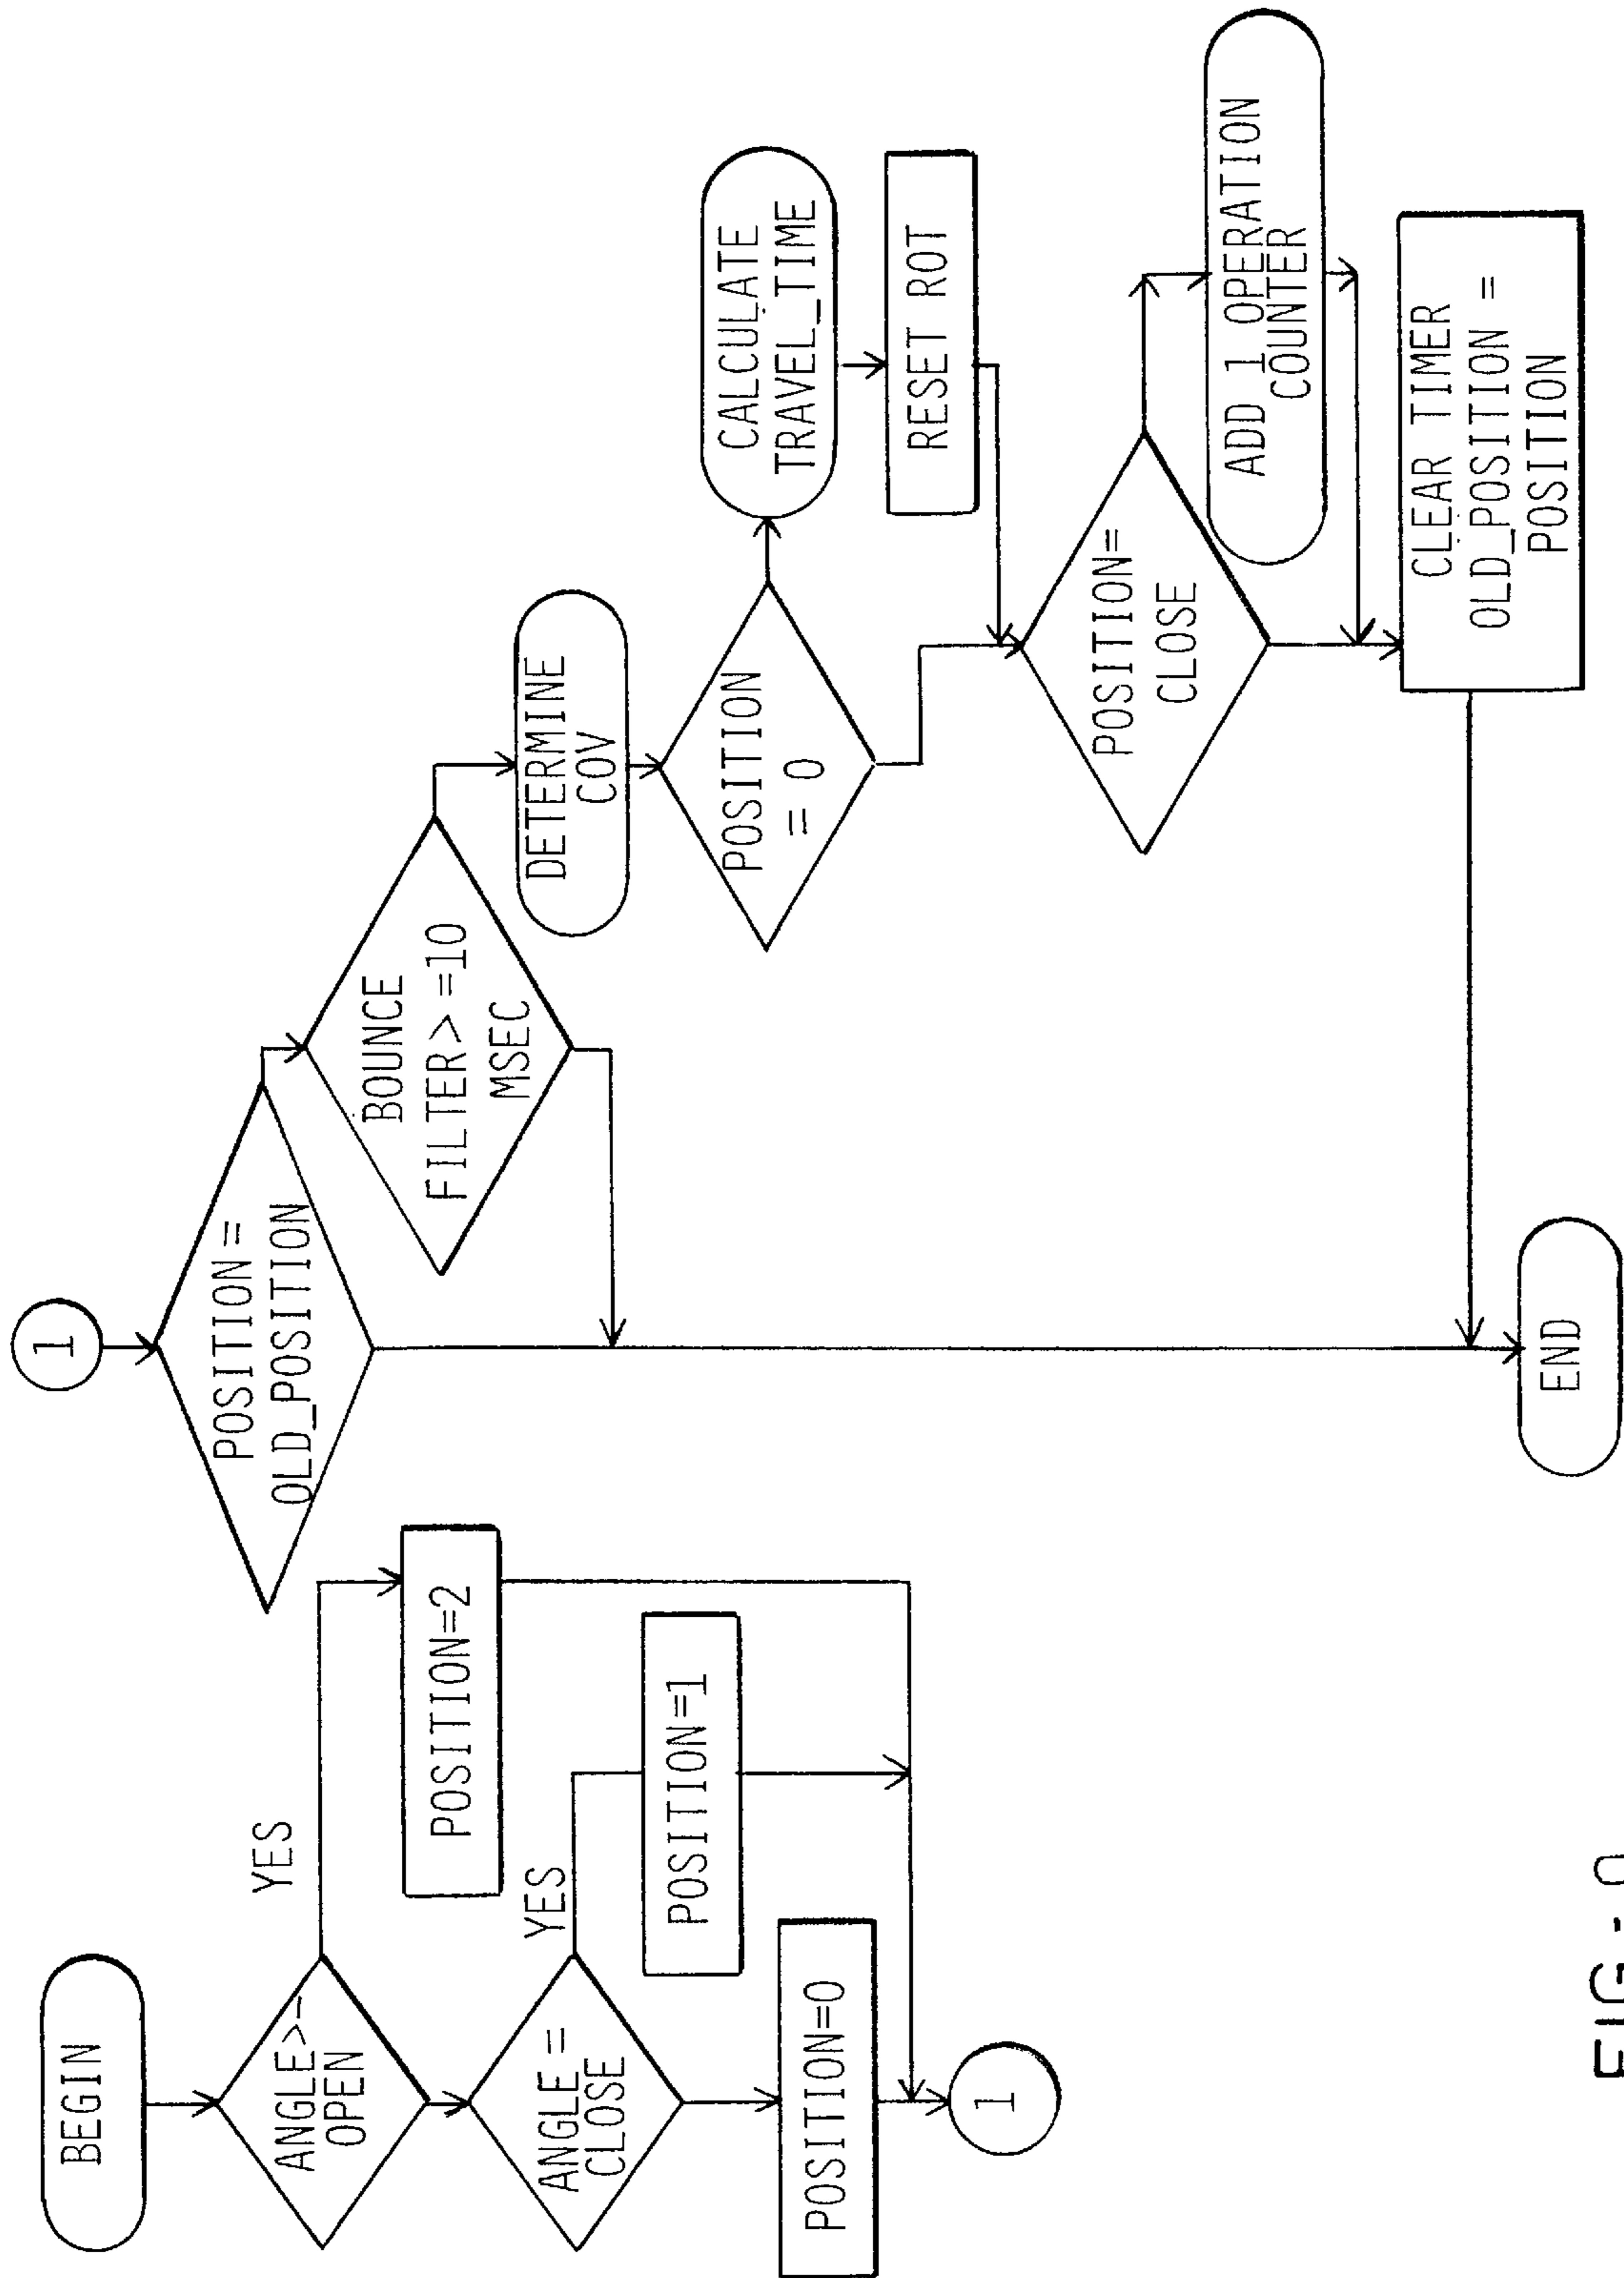 BEGIN
ANGLE>-
OPEN
YES
POSITION=2
ANGLE=
CLOSE
YES
POSITION=1
POSITION=0
1
1
POSITION=
OLD_POSITION
BOUNCE
FILTER>=10
MSEC
DETERMINE
COV
POSITION
= 0
CALCULATE
TRAVEL_TIME
RESET ROT
POSITION=
CLOSE
ADD 1 OPERATION
COUNTER
CLEAR TIMER
OLD_POSITION =
POSITION
END